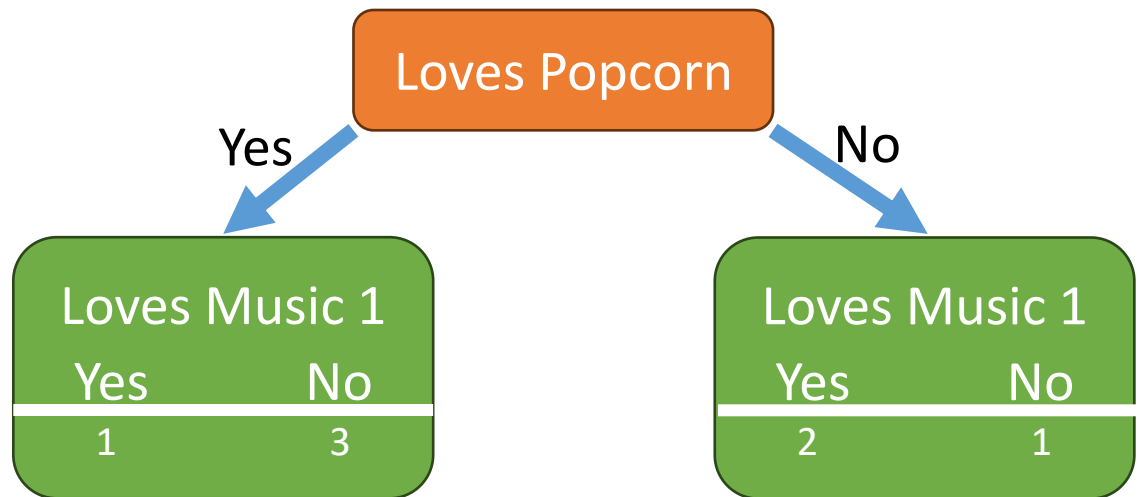 Loves Popcorn
Yes
No
Loves Music 1
Yes No
1 3
Loves Music 1
Yes No
2 1